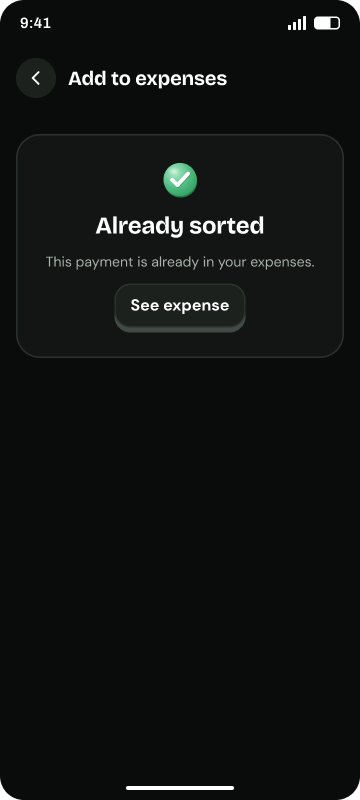 9:41
Add to expenses
Already sorted
This payment is already in your expenses.
See expense